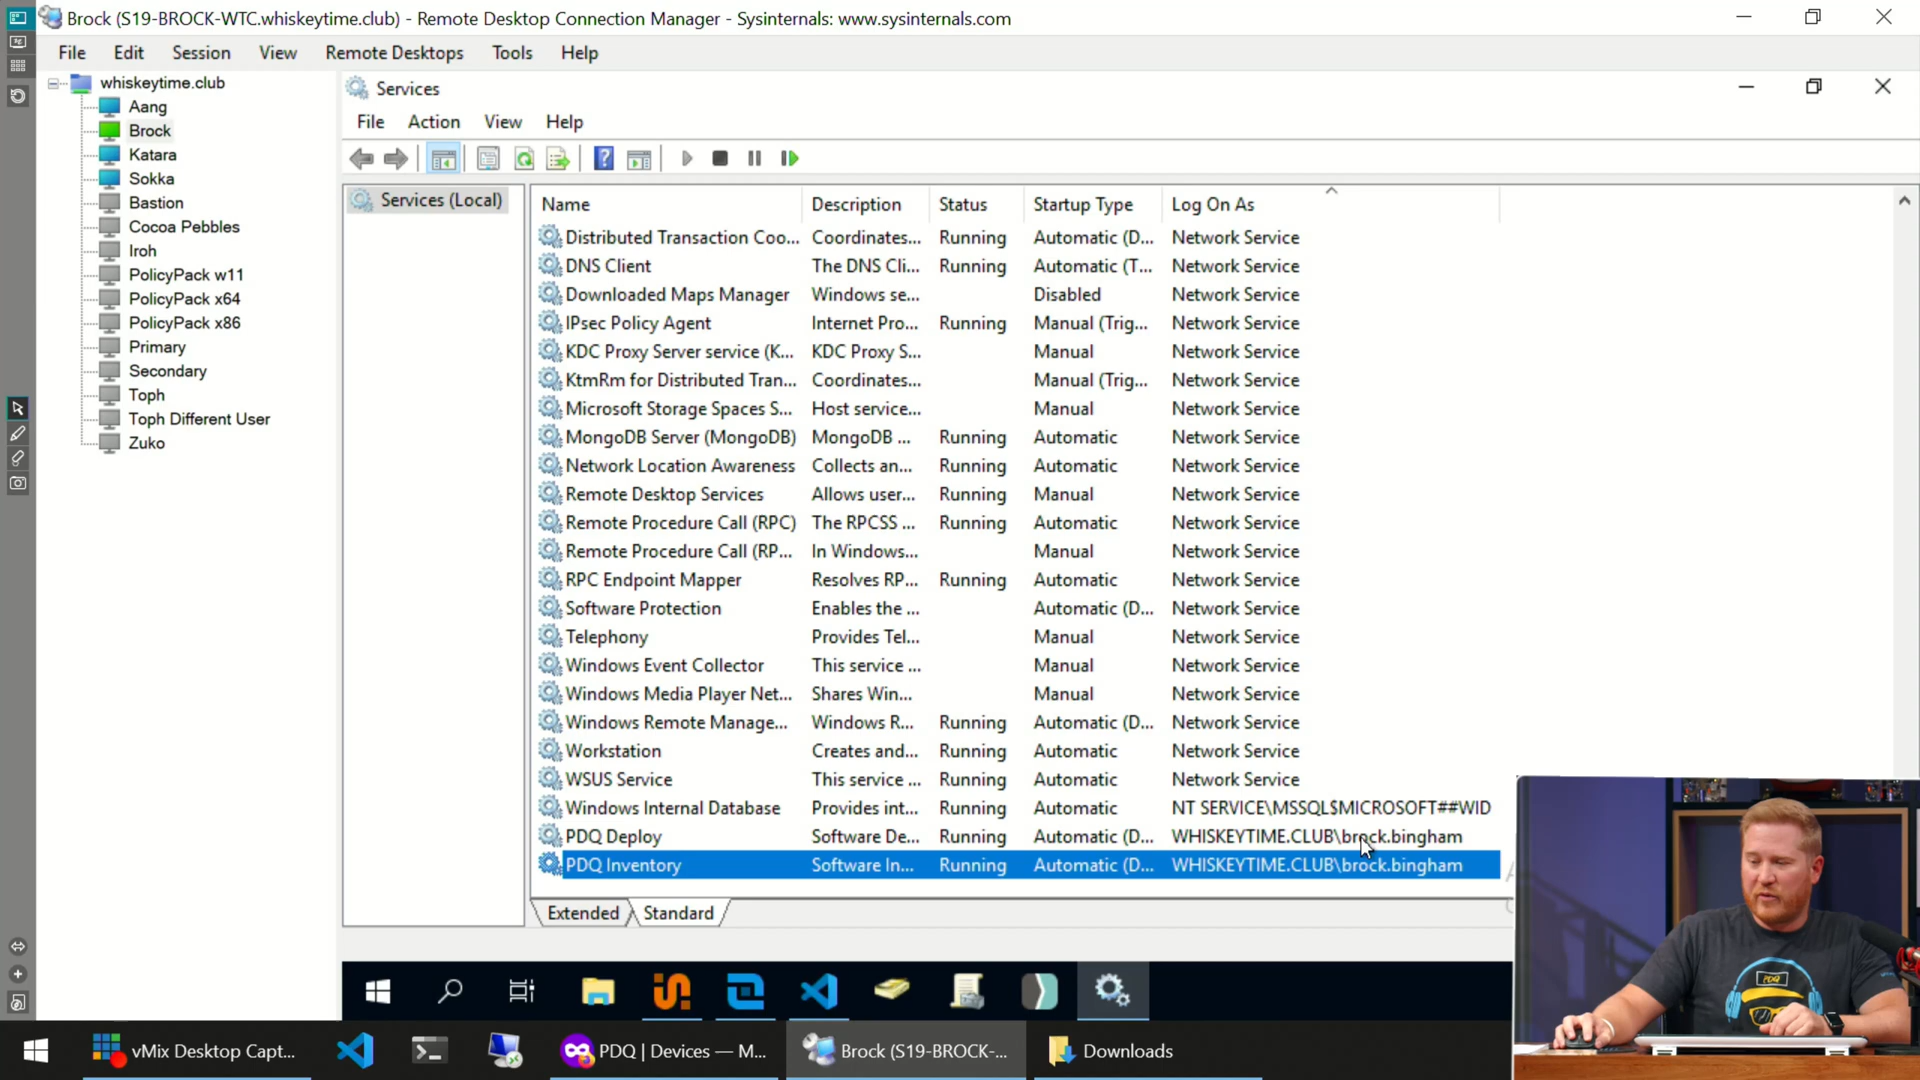 Brock (S19-BROCK-WTC.whiskeytime.club) - Remote Desktop Connection Manager - Sysinternals: www.sysinternals.com
File Edit Session View Remote Desktops Tools Help
whiskeytime.club
Aang
Brock
Katara
Sokka
Bastion
Cocoa Pebbles
Iroh
PolicyPack w11
PolicyPack x64
PolicyPack x86
Primary
Secondary
Toph
Toph Different User
Zuko
Services
File Action View Help
Services (Local)
Name Description Status Startup Type Log On As
Distributed Transaction Coo... Coordinates... Running Automatic (D... Network Service
DNS Client The DNS Cli... Running Automatic (T... Network Service
Downloaded Maps Manager Windows se... Disabled Network Service
IPsec Policy Agent Internet Pro... Running Manual (Trig... Network Service
KDC Proxy Server service (K... KDC Proxy S... Manual Network Service
KtmRm for Distributed Tran... Coordinates... Manual (Trig... Network Service
Microsoft Storage Spaces S... Host service... Manual Network Service
MongoDB Server (MongoDB) MongoDB ... Running Automatic Network Service
Network Location Awareness Collects an... Running Automatic Network Service
Remote Desktop Services Allows user... Running Manual Network Service
Remote Procedure Call (RPC) The RPCSS ... Running Automatic Network Service
Remote Procedure Call (RP... In Windows... Manual Network Service
RPC Endpoint Mapper Resolves RP... Running Automatic Network Service
Software Protection Enables the ... Automatic (D... Network Service
Telephony Provides Tel... Manual Network Service
Windows Event Collector This service ... Manual Network Service
Windows Media Player Net... Shares Win... Manual Network Service
Windows Remote Manage... Windows R... Running Automatic (D... Network Service
Workstation Creates and... Running Automatic Network Service
WSUS Service This service ... Running Automatic Network Service
Windows Internal Database Provides int... Running Automatic NT SERVICE\MSSQL$MICROSOFT##WID
PDQ Deploy Software De... Running Automatic (D... WHISKEYTIME.CLUB\brock.bingham
PDQ Inventory Software In... Running Automatic (D... WHISKEYTIME.CLUB\brock.bingham
Extended Standard
PDQ
vMix Desktop Capt... PDQ | Devices — M... Brock (S19-BROCK-... Downloads